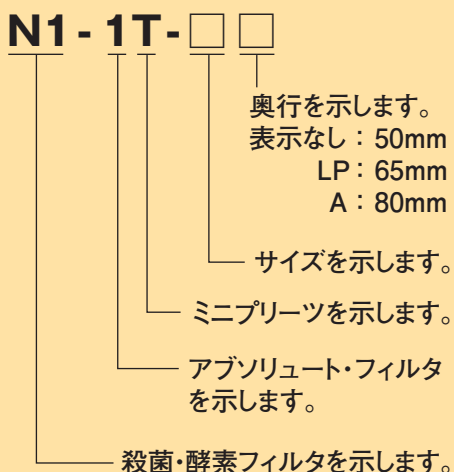 N1-1T-□□
奥行を示します。
表示なし：50mm
LP：65mm
A：80mm
サイズを示します。
ミニプリーツを示します。
アブソリュート・フィルタ
を示します。
殺菌・酵素フィルタを示します。